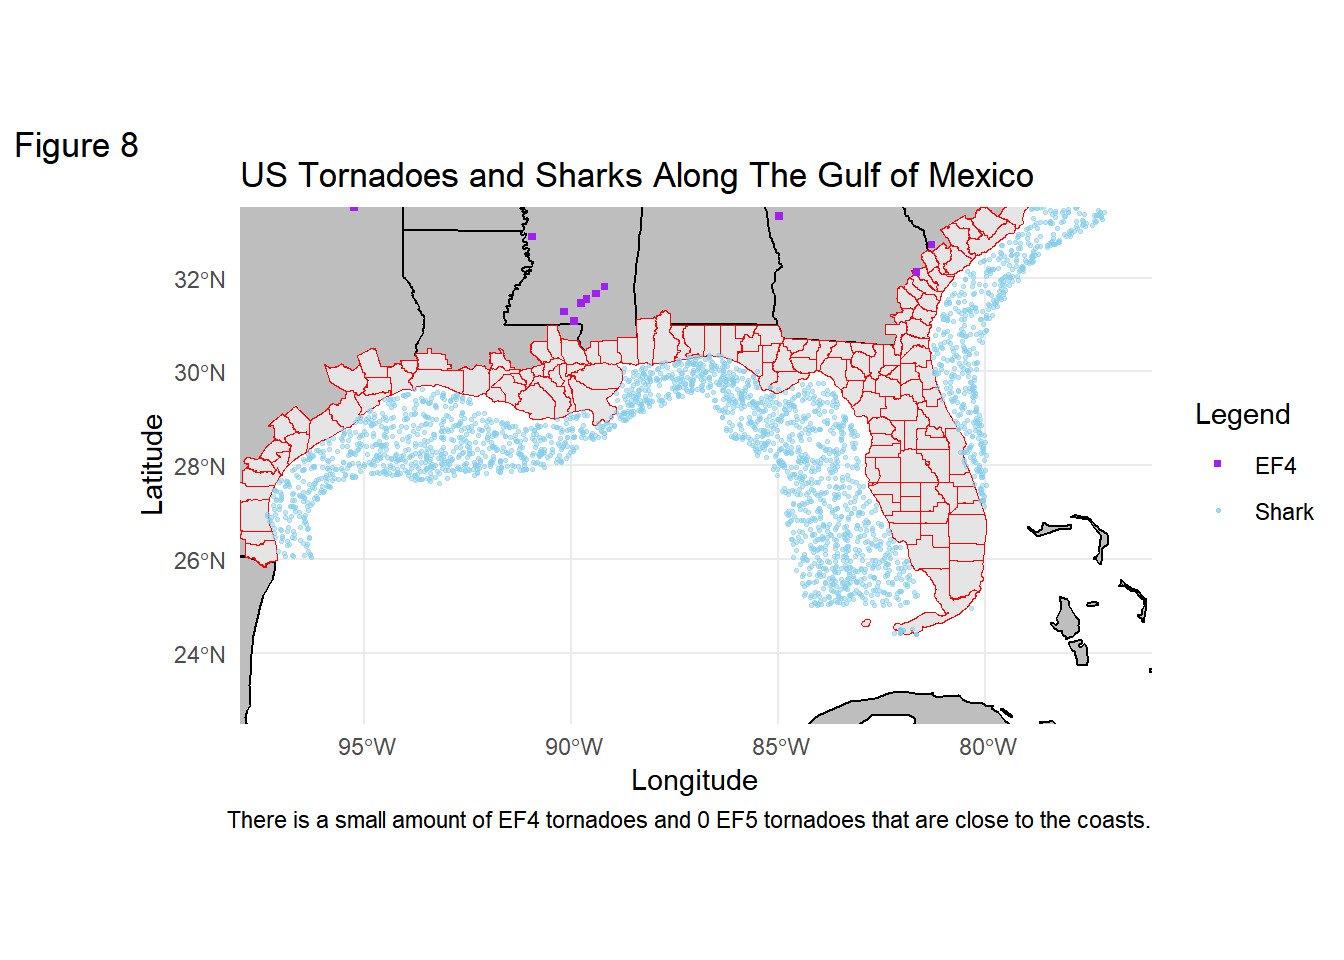 Figure 8
US Tornadoes and Sharks Along The Gulf of Mexico
32°N
30°N
28°N
26°N
24°N
Latitude
95°W
90°W
85°W
80°W
Longitude
Legend
EF4
Shark
There is a small amount of EF4 tornadoes and 0 EF5 tornadoes that are close to the coasts.